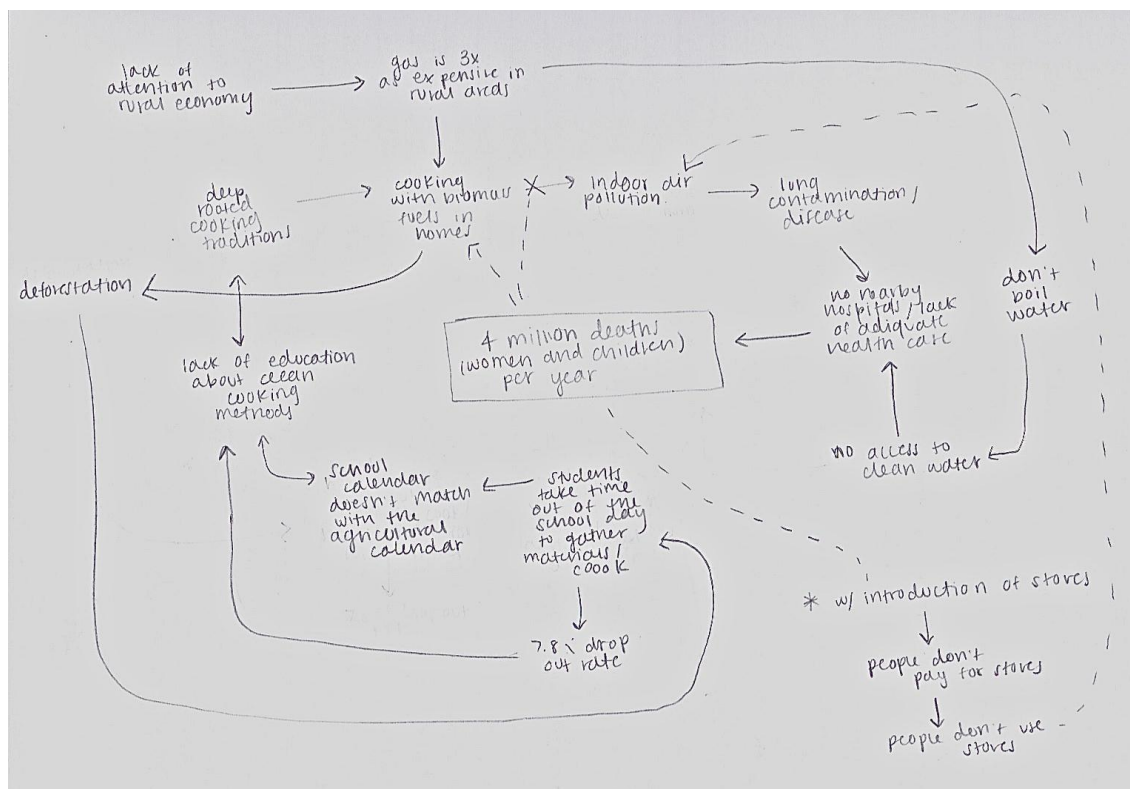 lack of
attention to
rural economy
gas is 3x
as expensive in
rural areas
deep
rooted
cooking
traditions
cooking
with biomass
fuels in
homes
indoor air
pollution
lung
contamination/
disease
deforestation
don't
boil
water
no nearby
hospitals/lack
of adiquate
health care
4 million deaths
(women and children)
per year
lack of education
about clean
cooking
methods
no access to
clean water
school
calendar
doesn't match
with the
agricultural
calendar
students
take time
out of the
school day
to gather
materials/
coook
7.8% drop
out rate
* w/ introduction of stoves
people don't
pay for stoves
people don't use
stoves